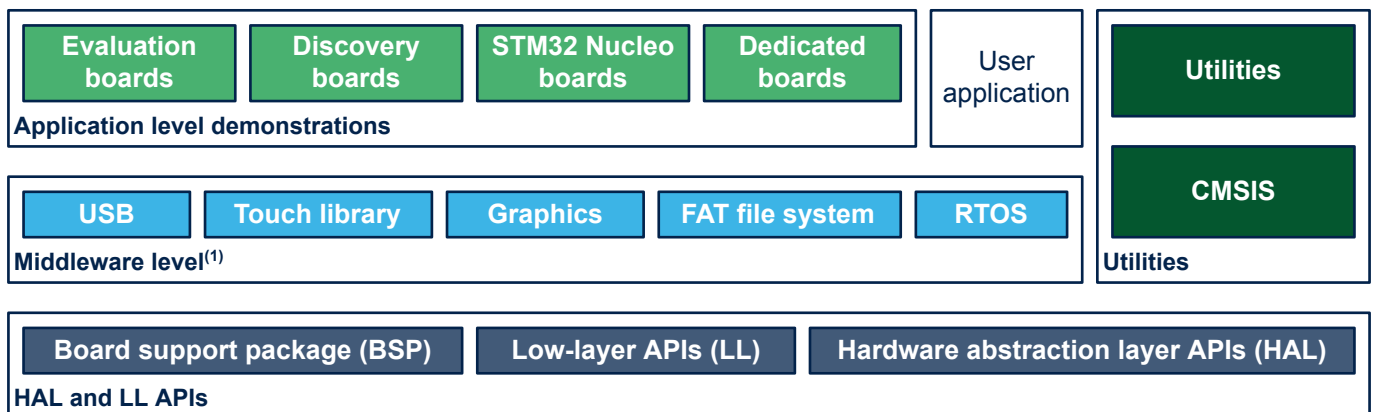 Evaluation
boards
Discovery
boards
STM32 Nucleo
boards
Dedicated
boards
Application level demonstrations
User
application
Utilities
CMSIS
Utilities
USB
Touch library
Graphics
FAT file system
RTOS
Middleware level(1)
Board support package (BSP)
Low-layer APIs (LL)
Hardware abstraction layer APIs (HAL)
HAL and LL APIs